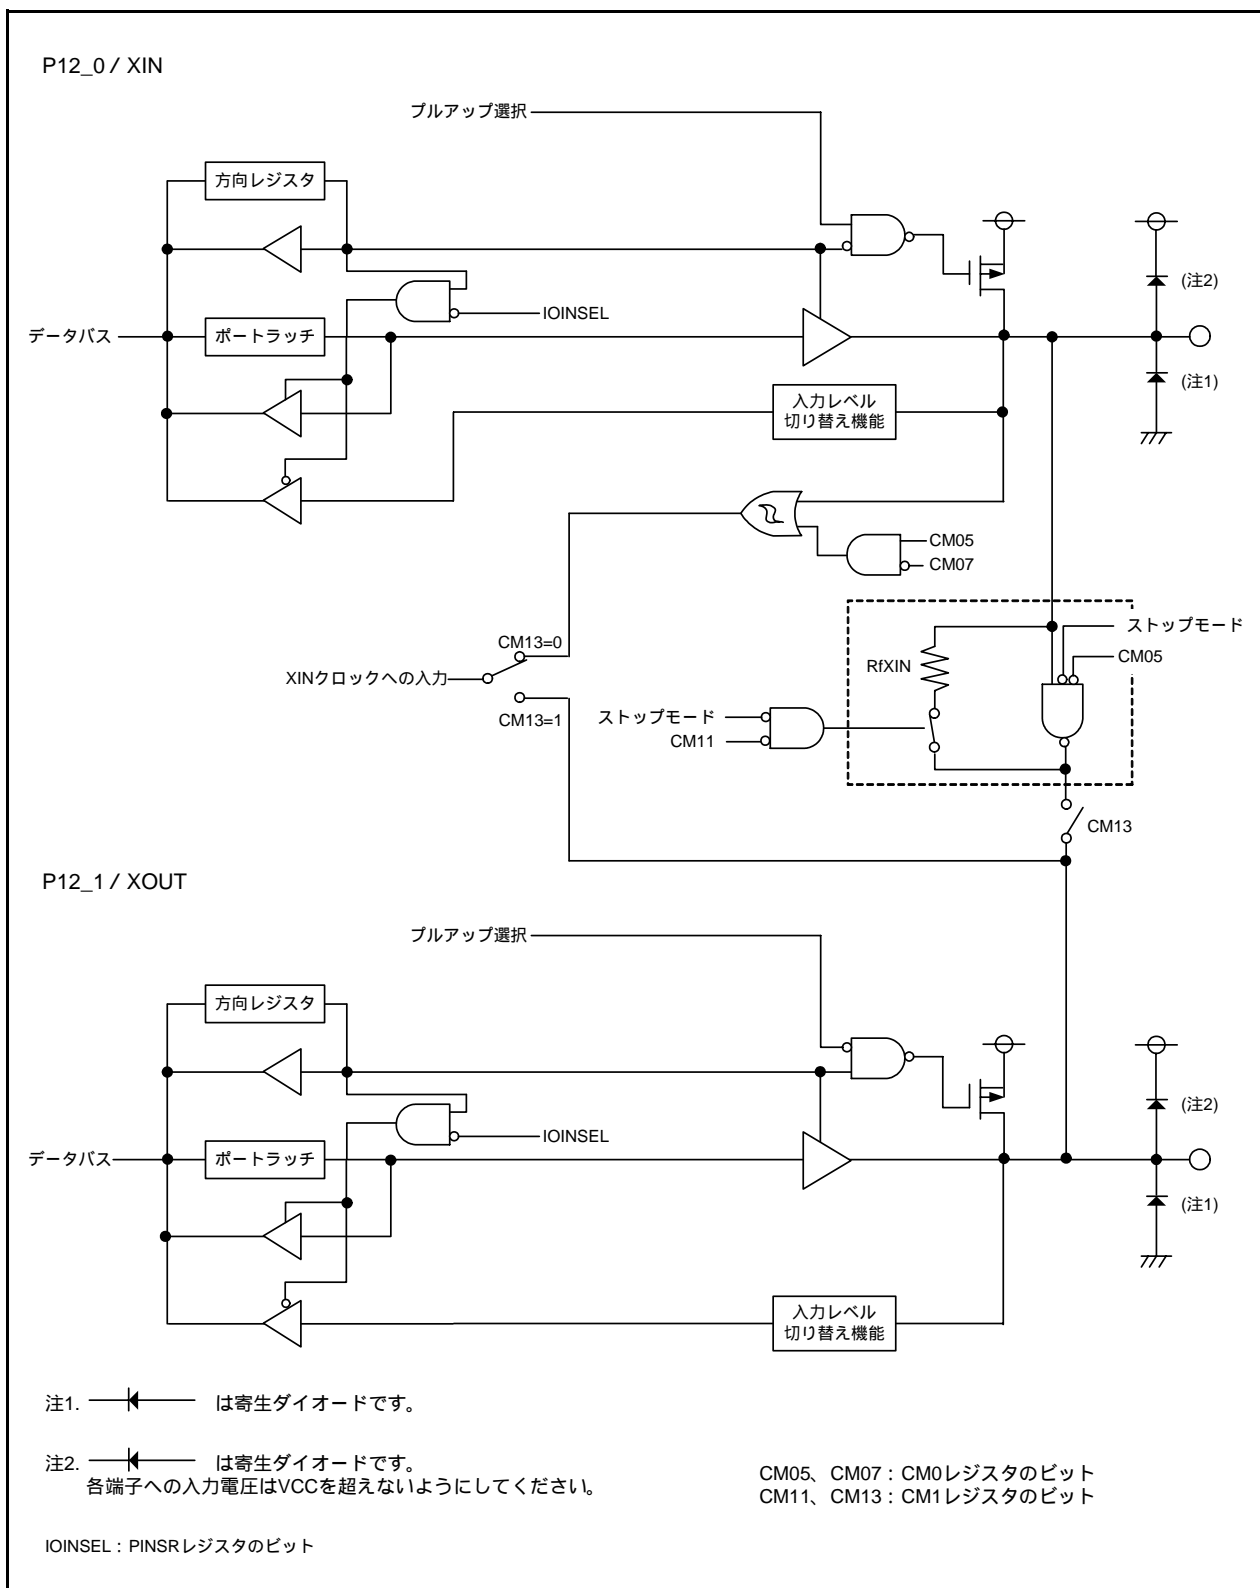 P12_0 / XIN
プルアップ選択
方向レジスタ
(注2)
IOINSEL
データバス
ポートラッチ
(注1)
入力レベル
切り替え機能
CM05
CM07
ストップモード
CM13=0
RfXIN
CM05
XINクロックへの入力
ストップモード
CM13=1
CM11
CM13
P12_1 / XOUT
プルアップ選択
方向レジスタ
(注2)
IOINSEL
データバス
ポートラッチ
(注1)
入力レベル
切り替え機能
注1. は寄生ダイオードです。
注2. は寄生ダイオードです。
各端子への入力電圧はVCCを超えないようにしてください。
CM05、CM07：CM0レジスタのビット
CM11、CM13：CM1レジスタのビット
IOINSEL：PINSRレジスタのビット